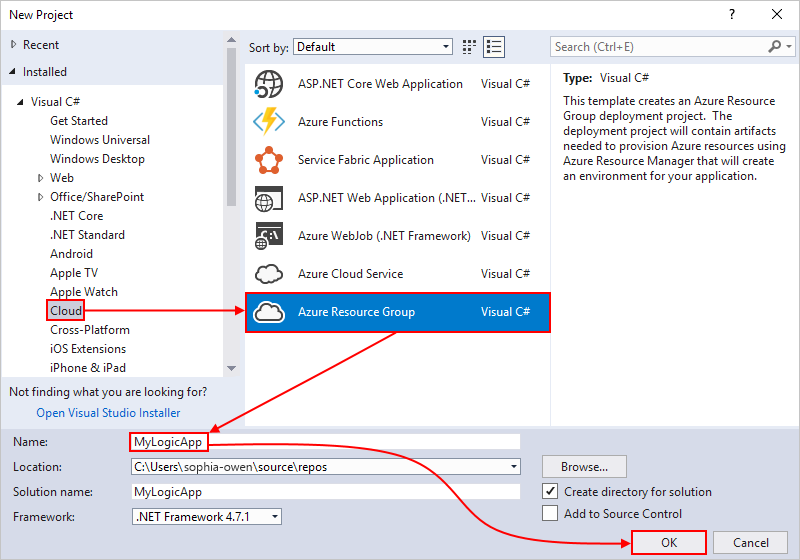 New Project
?
Recent
Installed
Visual C#
Get Started
Windows Universal
Windows Desktop
Web
Office/SharePoint
.NET Core
.NET Standard
Android
Apple TV
Apple Watch
Cloud
Cross-Platform
iOS Extensions
iPhone & iPad
Not finding what you are looking for?
Open Visual Studio Installer
Sort by: Default
ASP.NET Core Web Application Visual C#
Azure Functions Visual C#
Service Fabric Application Visual C#
ASP.NET Web Application (.NET... Visual C#
Azure WebJob (.NET Framework) Visual C#
Azure Cloud Service Visual C#
Azure Resource Group Visual C#
Search (Ctrl+E)
Type: Visual C#
This template creates an Azure Resource
Group deployment project. The
deployment project will contain artifacts
needed to provision Azure resources using
Azure Resource Manager that will create
an environment for your application.
Name: MyLogicApp
Location: C:\Users\sophia-owen\source\repos
Browse...
Solution name: MyLogicApp
Create directory for solution
Framework: .NET Framework 4.7.1
Add to Source Control
OK
Cancel